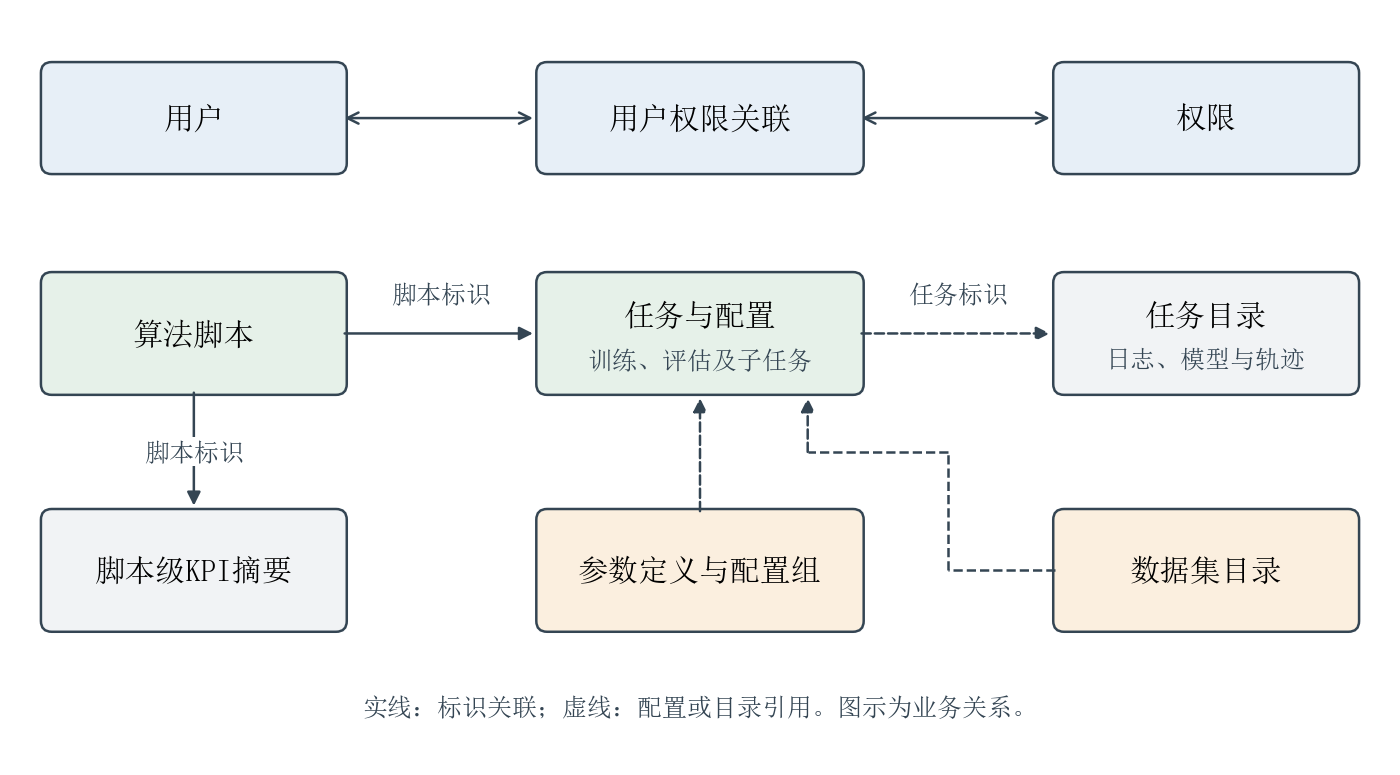 用户
用户权限关联
权限
脚本标识
任务标识
算法脚本
任务与配置
训练、评估及子任务
任务目录
日志、模型与轨迹
脚本标识
脚本级KPI摘要
参数定义与配置组
数据集目录
实线：标识关联；虚线：配置或目录引用。图示为业务关系。